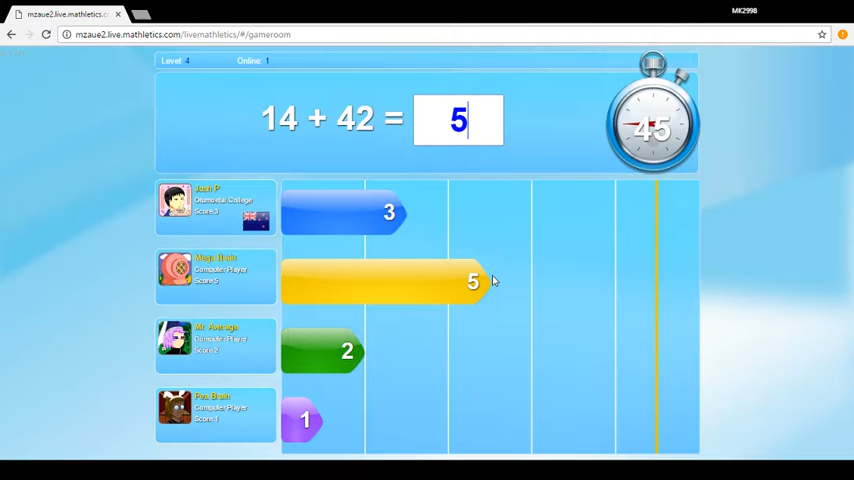 MK2998
mzaue2.live.mathletics.co
mzaue2.live.mathletics.com/livemathletics/#/gameroom
Level: 4 Online: 1
14 + 42 = 5
45
Josh P
Otumoetai College
Score:3
3
Mega Brain
Computer Player
Score:5
5
Mr. Average
Computer Player
Score:2
2
Pea Brain
Computer Player
Score:1
1